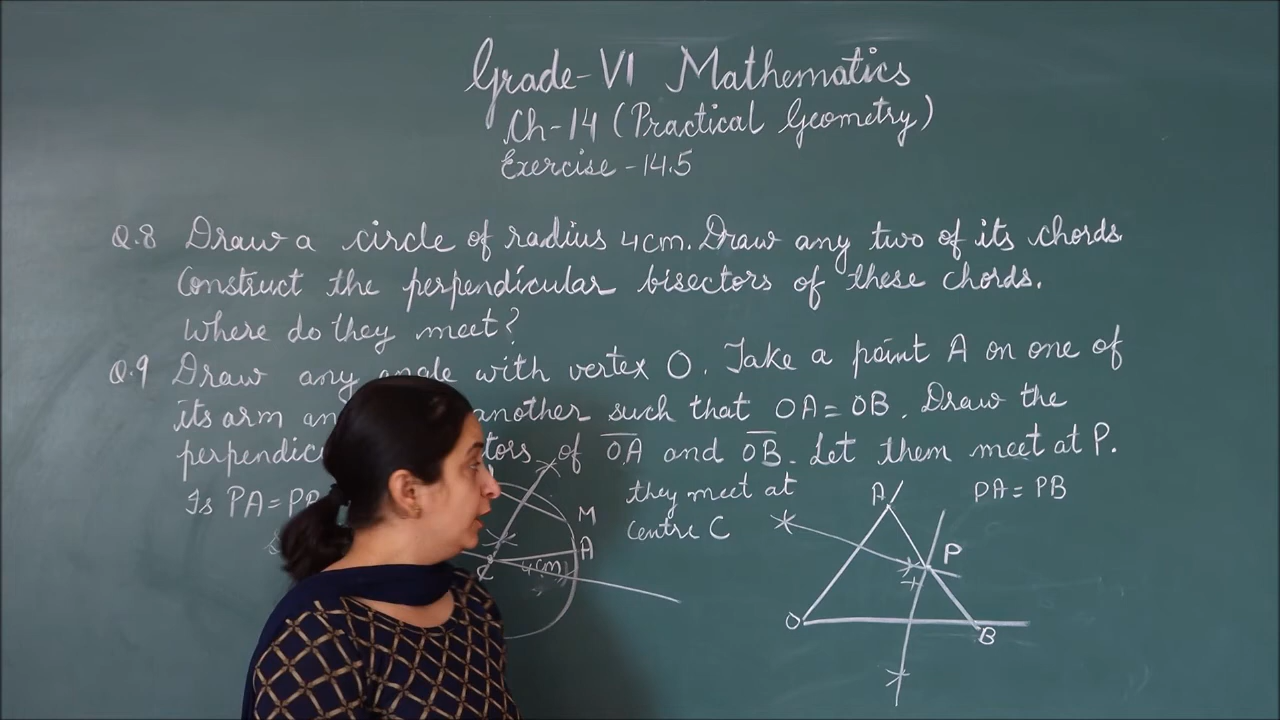 Grade-VI Mathematics
Ch-14 (Practical Geometry)
Exercise - 14.5
Q.8 Draw a circle of radius 4cm. Draw any two of its chords.
Construct the perpendicular bisectors of these chords.
Where do they meet?
Q.9 Draw any angle with vertex O. Take a point A on one of
its arm an another such that OA = OB. Draw the
perpendic tors of OA and OB. Let them meet at P.
Is PA = PB
they meet at
centre C
M
A
C
4cm
A
PA = PB
P
O
B